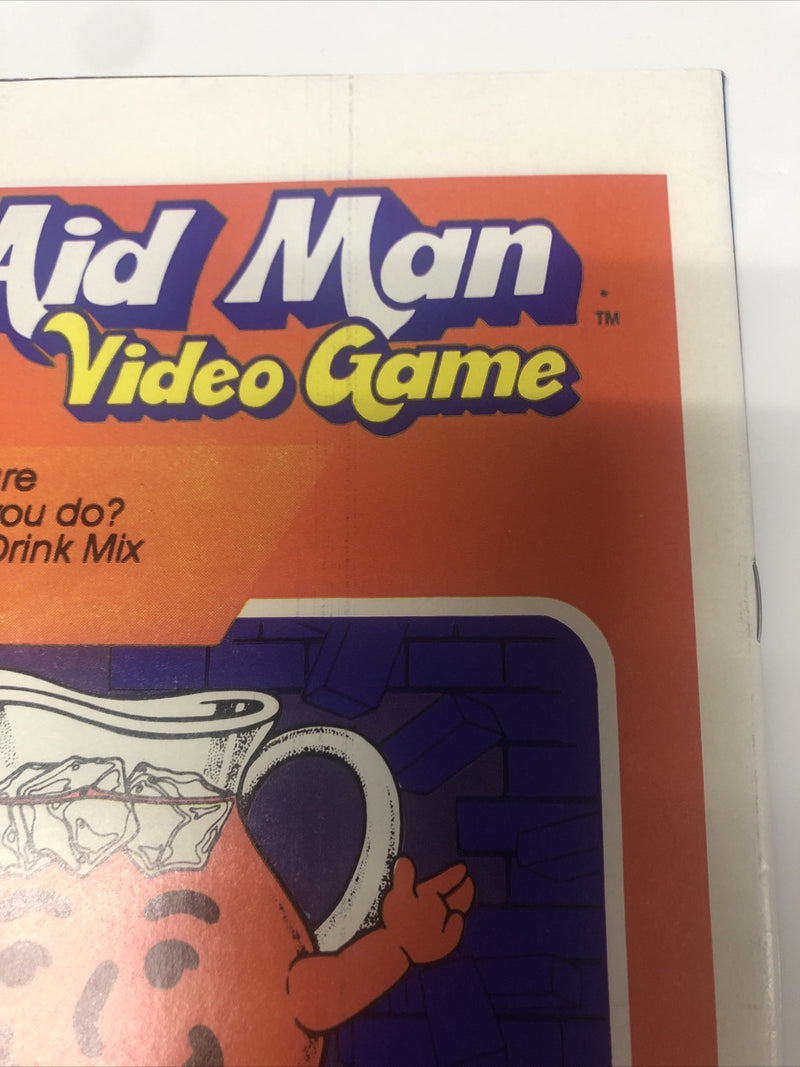 Aid Man
TM
Video Game
re
ou do?
Drink Mix